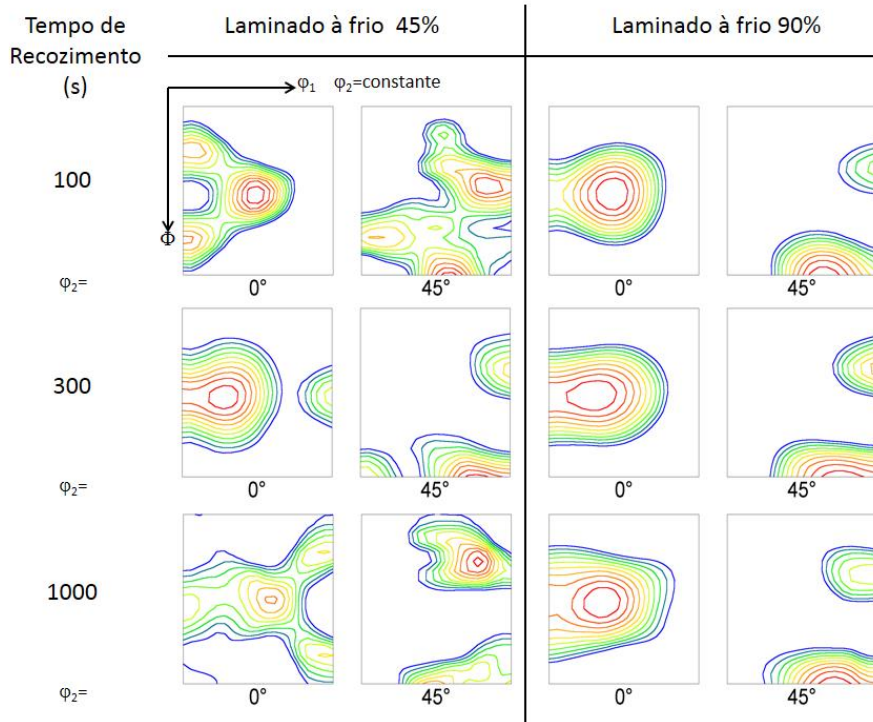 Tempo de Recozimento (s)
Laminado à frio 45%
Laminado à frio 90%
φ₁ φ₂=constante
Φ
100
φ₂=
0°
45°
0°
45°
300
φ₂=
0°
45°
0°
45°
1000
φ₂=
0°
45°
0°
45°